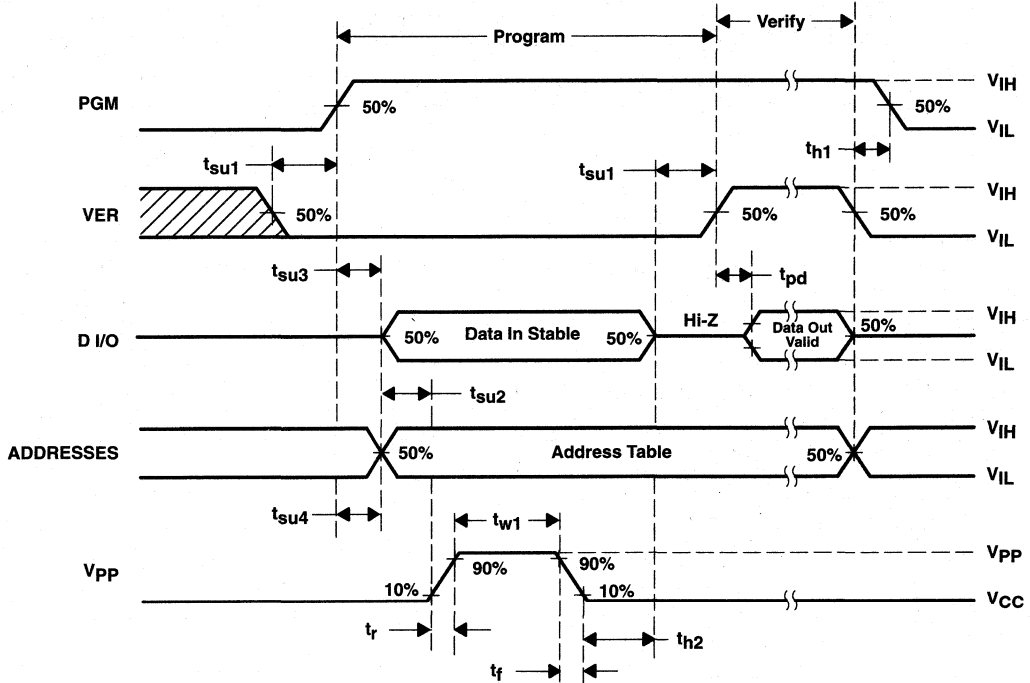 Verify
Program
PGM
50%
50%
VIH
VIL
tsu1
tsu1
th1
VER
50%
50%
50%
VIH
VIL
tsu3
tpd
D I/O
50%
Data In Stable
50%
Hi-Z
Data Out
Valid
50%
VIH
VIL
tsu2
ADDRESSES
50%
Address Table
50%
VIH
VIL
tsu4
tw1
VPP
10%
90%
90%
10%
VPP
VCC
tr
th2
tf